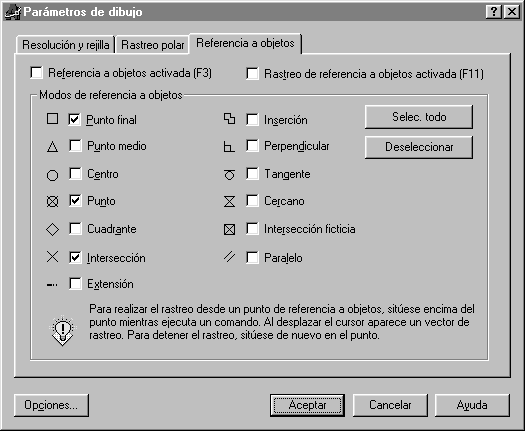 Parámetros de dibujo
Resolución y rejilla
Rastreo polar
Referencia a objetos
Referencia a objetos activada (F3)
Rastreo de referencia a objetos activado (F11)
Modos de referencia a objetos
Punto final
Punto medio
Centro
Punto
Cuadrante
Intersección
Extensión
Inserción
Perpendicular
Tangente
Cercano
Intersección ficticia
Paralelo
Selec. todo
Deseleccionar
Para realizar el rastreo desde un punto de referencia a objetos, sitúese encima del
punto mientras ejecuta un comando. Al desplazar el cursor aparece un vector de
rastreo. Para detener el rastreo, sitúese de nuevo en el punto.
Opciones...
Aceptar
Cancelar
Ayuda